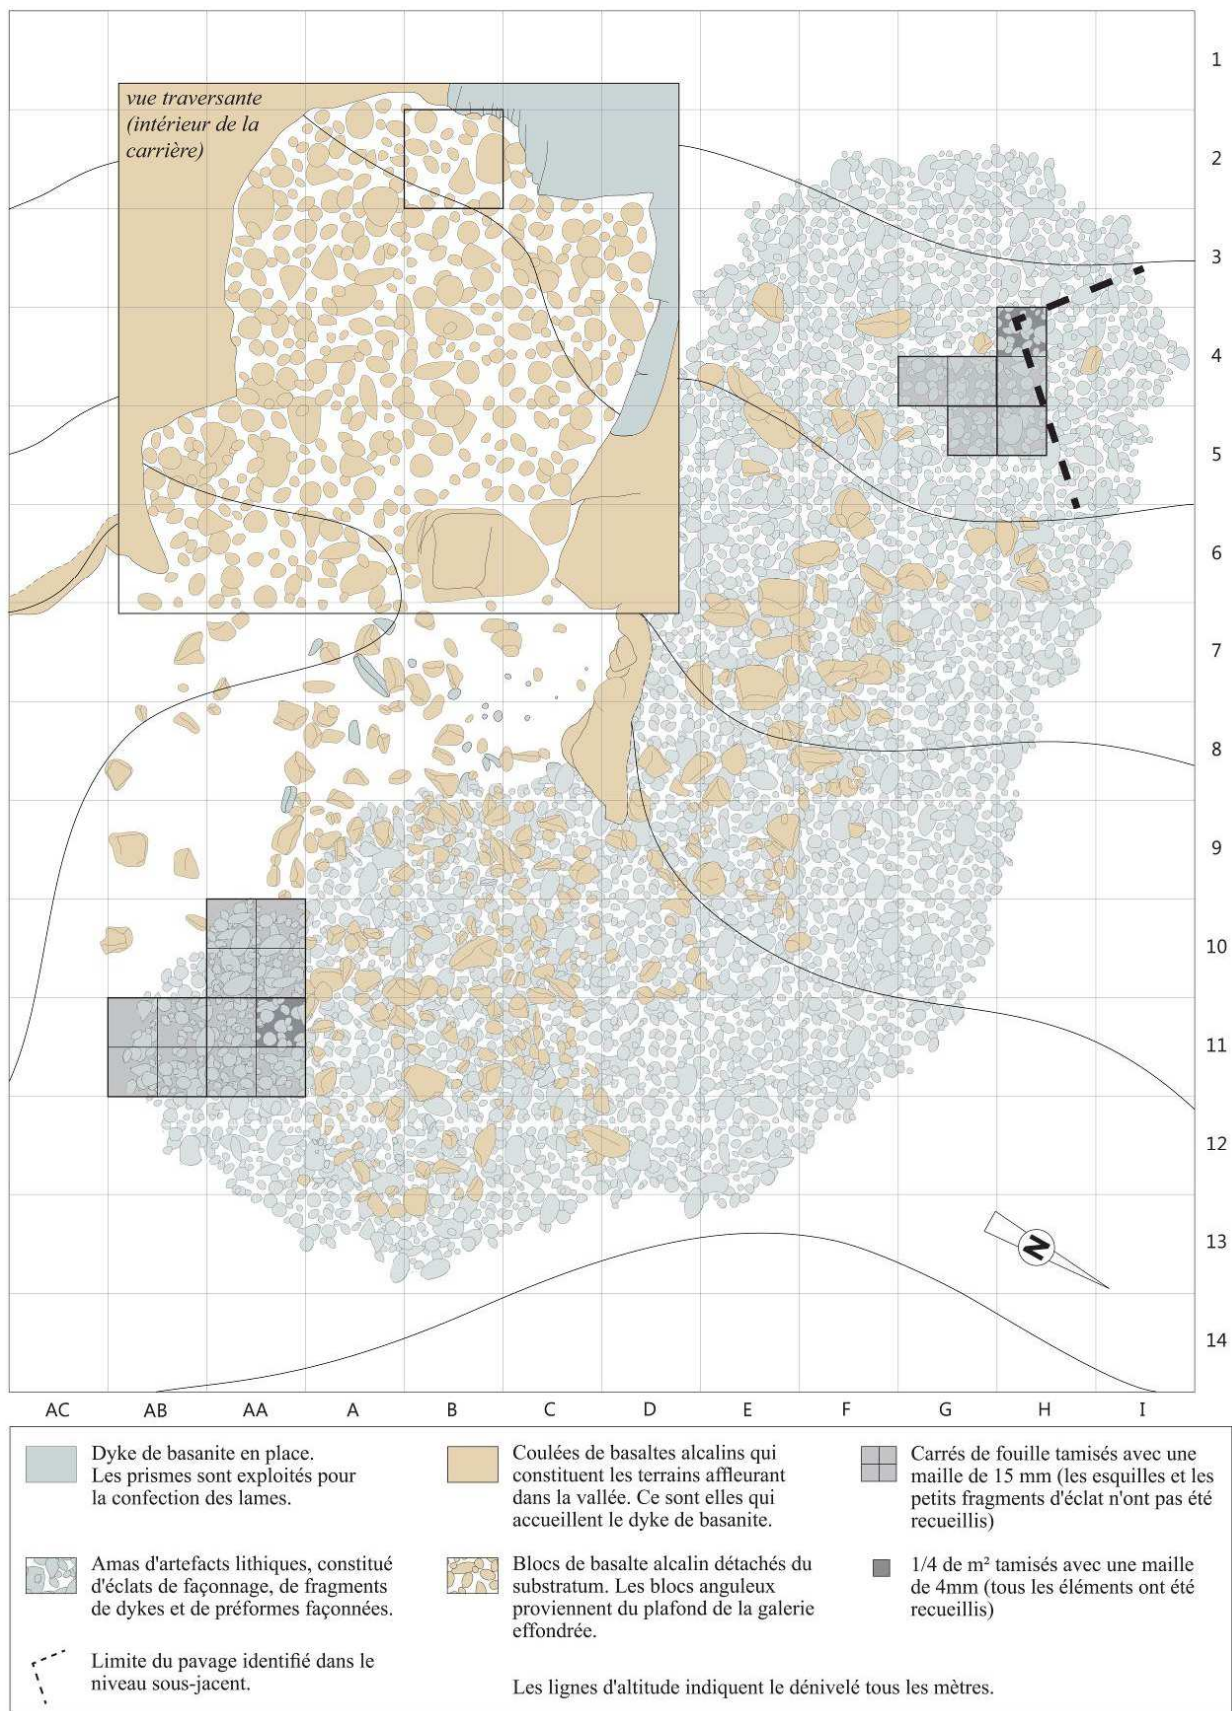 vue traversante
(intérieur de la
carrière)
1
2
3
4
5
6
7
8
9
10
11
12
13
14
N
AC AB AA A B C D E F G H I
Dyke de basanite en place.
Les prismes sont exploités pour
la confection des lames.
Coulées de basaltes alcalins qui
constituent les terrains affleurant
dans la vallée. Ce sont elles qui
accueillent le dyke de basanite.
Carrés de fouille tamisés avec une
maille de 15 mm (les esquilles et les
petits fragments d'éclat n'ont pas été
recueillis)
Amas d'artefacts lithiques, constitué
d'éclats de façonnage, de fragments
de dykes et de préformes façonnées.
Blocs de basalte alcalin détachés du
substratum. Les blocs anguleux
proviennent du plafond de la galerie
effondrée.
1/4 de m² tamisés avec une maille
de 4mm (tous les éléments ont été
recueillis)
Limite du pavage identifié dans le
niveau sous-jacent.
Les lignes d'altitude indiquent le dénivelé tous les mètres.